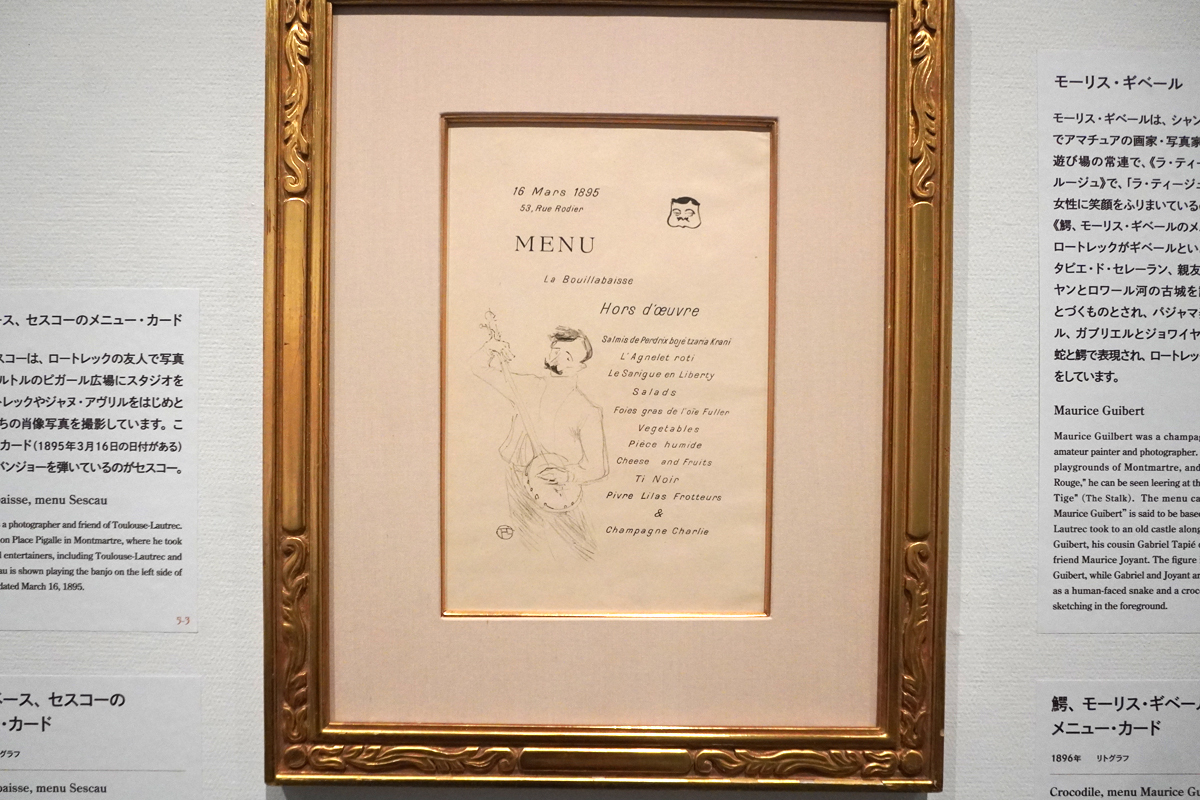 ース、セスコーのメニュー・カード
スコーは、ロートレックの友人で写真
ルトルのピガール広場にスタジオを
トレックやジャヌ・アヴリルをはじめと
ちの肖像写真を撮影しています。こ
カード(1895年3月16日の日付がある)
バンジョーを弾いているのがセスコー。
baisse, menu Sescau
a photographer and friend of Toulouse-Lautrec.
on Place Pigalle in Montmartre, where he took
l entertainers, including Toulouse-Lautrec and
au is shown playing the banjo on the left side of
dated March 16, 1895.
5-3
ベース、セスコーの
・カード
グラフ
baisse, menu Sescau
16 Mars 1895
53, Rue Rodier
MENU
La Bouillabaisse
Hors d'œuvre
Salmis de Perdrix boje tzaria Krani
L'Agnelet roti
Le Sarigue en Liberty
Salads
Foies gras de l'oïe Fuller
Vegetables
Pièce humide
Cheese and Fruits
Ti Noir
Pivre Lilas Frotteurs
&
Champagne Charlie
モーリス・ギベール
モーリス・ギベールは、シャン
でアマチュアの画家・写真家
遊び場の常連で、《ラ・ティー
ルージュ》で、「ラ・ティージュ
女性に笑顔をふりまいている
《鰐、モーリス・ギベールのメ
ロートレックがギベールとい
タピエ・ド・セレーラン、親友
ヤンとロワール河の古城を
とづくものとされ、パジャマ
ル、ガブリエルとジョワイヤ
蛇と鰐で表現され、ロートレッ
をしています。
Maurice Guibert
Maurice Guilbert was a champa
amateur painter and photographer.
playgrounds of Montmartre, and
Rouge," he can be seen leering at th
Tige" (The Stalk). The menu ca
Maurice Guibert" is said to be base
Lautrec took to an old castle along
Guibert, his cousin Gabriel Tapié
friend Maurice Joyant. The figure
Guibert, while Gabriel and Joyant ar
as a human-faced snake and a croc
sketching in the foreground.
鰐、モーリス・ギベール
メニュー・カード
1896年 リトグラフ
Crocodile, menu Maurice Gu